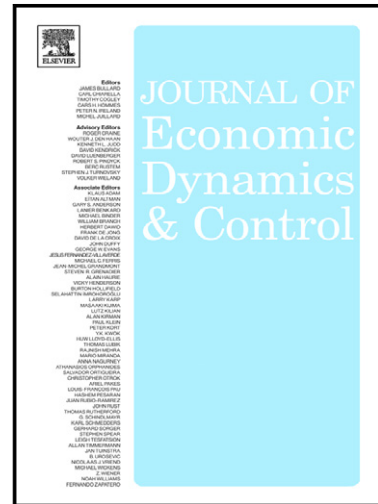 ELSEVIER
Editors
JAMES BULLARD
CARL CHIARELLA
TIMOTHY COGLEY
CARS H. HOMMES
PETER N. IRELAND
MICHEL JUILLARD
Advisory Editors
ROGER CRAINE
WOUTER J. DEN HAAN
KENNETH L. JUDD
DAVID KENDRICK
DAVID LUENBERGER
ROBERT S. PINDYCK
BERC RUSTEM
STEPHEN J. TURNOVSKY
VOLKER WIELAND
Associate Editors
KLAUS ADAM
EITAN ALTMAN
GARY S. ANDERSON
LANIER BENKARD
MICHAEL BINDER
WILLIAM BRANCH
HERBERT DAWID
FRANK DE JONG
DAVID DE LA CROIX
JOHN DUFFY
GEORGE W. EVANS
JESUS FERNANDEZ-VILLAVERDE
MICHAEL C. FERRIS
JEAN-MICHEL GRANDMONT
STEVEN R. GRENADIER
ALAIN HAURIE
VICKY HENDERSON
BURTON HOLLIFIELD
SELAHATTIN IMROHOROĞLU
LARRY KARP
MASAAKI KIJIMA
LUTZ KILIAN
ALAN KIRMAN
PAUL KLEIN
PETER KORT
Y.K. KWOK
HUW LLOYD-ELLIS
THOMAS LUBIK
RAJNISH MEHRA
MARIO MIRANDA
ANNA NAGURNEY
ATHANASIOS ORPHANIDES
SALVADOR ORTIGUEIRA
CHRISTOPHER OTROK
ARIEL PAKES
LOUIS-FRANCOIS PAU
HASHEM PESARAN
JUAN RUBIO-RAMIREZ
JOHN RUST
THOMAS RUTHERFORD
KARL SCHMEDDERS
GERHARD SORGER
STEPHEN SPEAR
LEIGH TESFATSION
ALLAN TIMMERMANN
JAN TUINSTRA
B. UROSEVIC
NICOLAAS J. VRIEND
MICHAEL WICKENS
Z. WIENER
NOAH WILLIAMS
FERNANDO ZAPATERO
JOURNAL OF
Economic
Dynamics
& Control